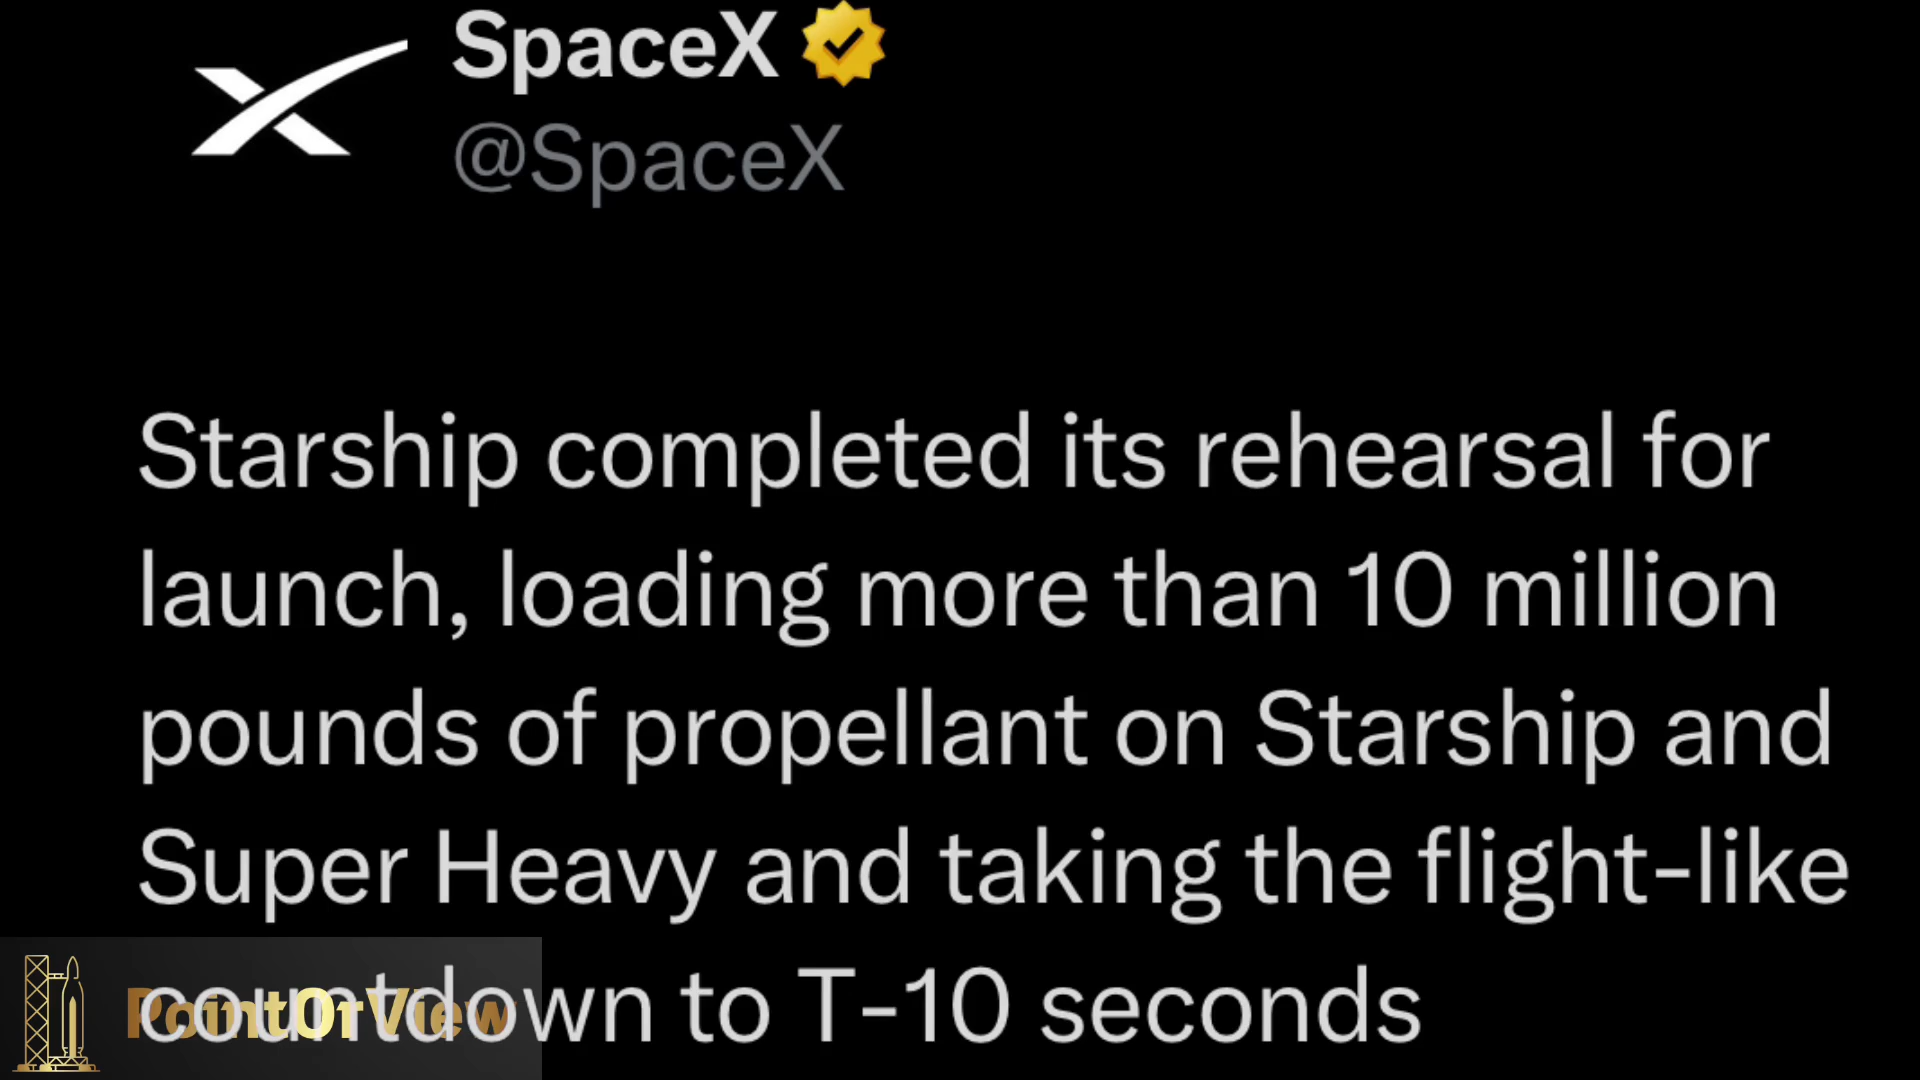 SpaceX
@SpaceX
Starship completed its rehearsal for
launch, loading more than 10 million
pounds of propellant on Starship and
Super Heavy and taking the flight-like
countdown to T-10 seconds
PointOfView